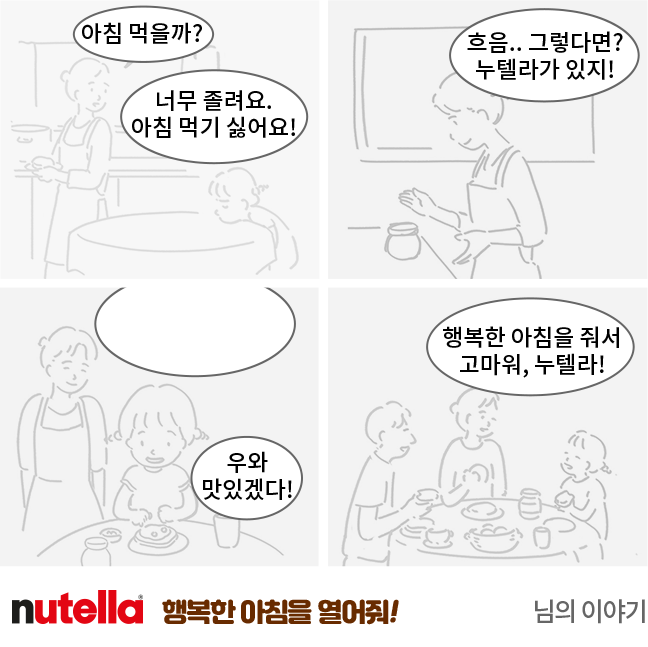 아침 먹을까?
너무 졸려요.
아침 먹기 싫어요!
흐음.. 그렇다면?
누텔라가 있지!
우와
맛있겠다!
행복한 아침을 줘서
고마워, 누텔라!
nutella® 행복한 아침을 열어줘!
님의 이야기